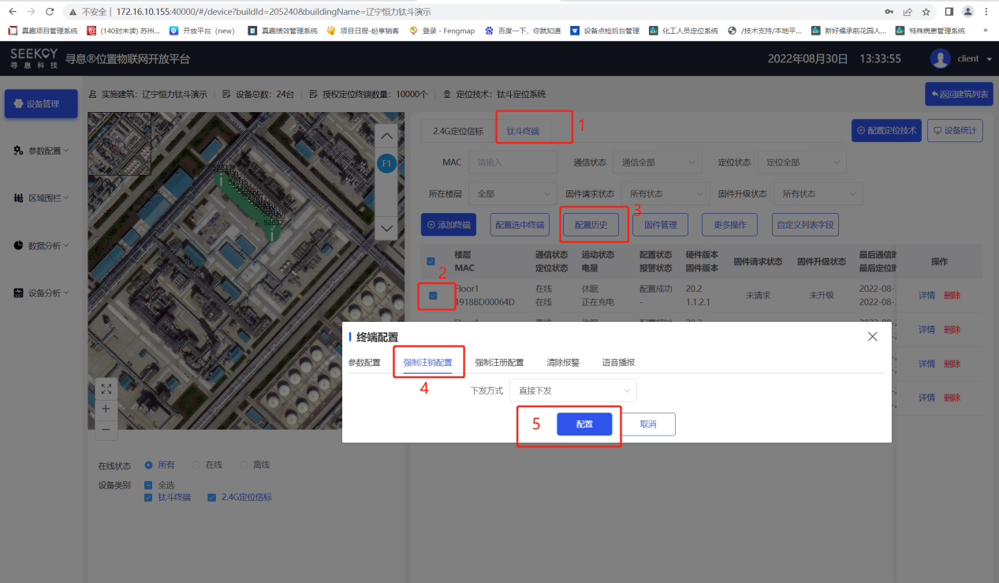 不安全 | 172.16.10.155:40000/#/device?buildId=205240&buildingName=辽宁恒力钛斗演示
真趣项目管理系统 (140封未读) 苏州... 开放平台 (new) 真趣绩效管理系统 项目日报-纷享销客 登录 - Fengmap 百度一下，你就知道 设备点检后台管理 化工人员定位系统 /技术支持/本地平... 新好福承前花园人... 特殊病患管理系统 »
SEEKCY
寻息科技
寻息®位置物联网开放平台
2022年08月30日 13:33:55
client
设备管理
参数配置
区域围栏
数据分析
设备分析
实施建筑：辽宁恒力钛斗演示 设备总数：24台 授权定位终端数量：10000个 定位技术：钛斗定位系统
返回建筑列表
F1
2.4G定位信标 钛斗终端 1
配置定位技术 设备统计
MAC 请输入 通信状态 通信全部 定位状态 定位全部
所在楼层 全部 固件请求状态 所有状态 固件升级状态 所有状态
3
添加终端 配置选中终端 配置历史 固件管理 更多操作 自定义列表字段
楼层 通信状态 运动状态 配置状态 硬件版本 固件请求状态 固件升级状态 最后通信时 操作
MAC 定位状态 电量 报警状态 固件版本 最后定位时
2
Floor1 在线 休眠 配置成功 20.2 未请求 未升级 2022-08- 详情 删除
1918BD00064D 在线 正在充电 - 1.1.2.1 2022-08-
详情 删除
详情 删除
详情 删除
终端配置
参数配置 强制注销配置 强制注册配置 清除报警 语音播报
4
下发方式 直接下发
5 配置 取消
在线状态 所有 在线 离线
设备类别 全选
钛斗终端 2.4G定位信标